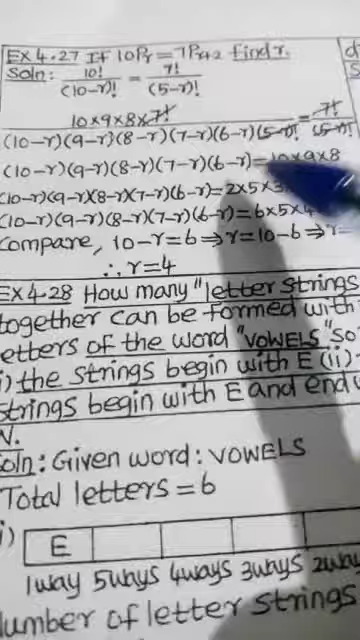 EX 4.27 If 10Pr = 7Pr+2 find r.
Soln: 10!/(10-r)! = 7!/(5-r)!
10×9×8×7!/(10-r)(9-r)(8-r)(7-r)(6-r)(5-r)! = 7!/(5-r)!
(10-r)(9-r)(8-r)(7-r)(6-r)=10×9×8
(10-r)(9-r)(8-r)(7-r)(6-r)=2×5×3
(10-r)(9-r)(8-r)(7-r)(6-r)=6×5×4
Compare, 10-r=6⇒r=10-6⇒r=
∴ r=4
EX 4.28 How many "letter strings
together can be formed with
etters of the word "VOWELS" So
i) the strings begin with E (ii)
strings begin with E and end
W.
oln: Given word: VOWELS
Total letters = 6
i) E
1way 5ways 4ways 3ways 2way
umber of letter strings